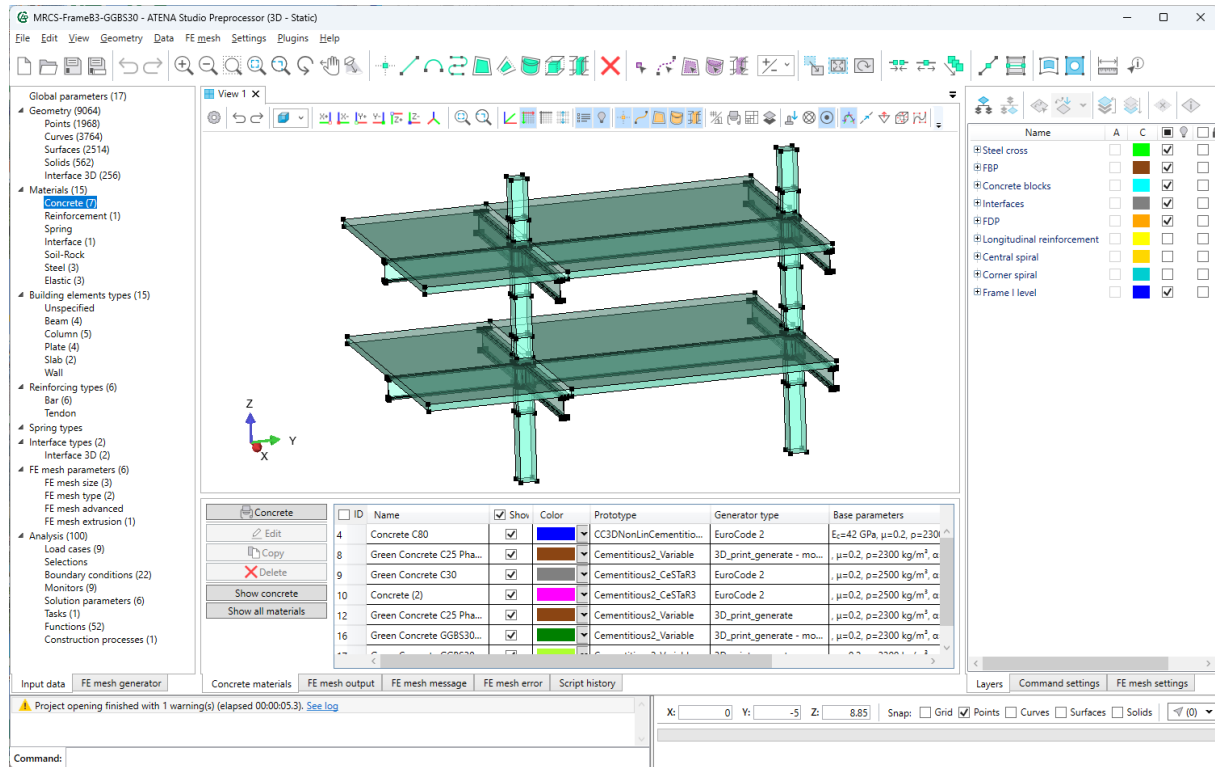 MRCS-FrameB3-GGBS30 - ATENA Studio Preprocessor (3D - Static)
File Edit View Geometry Data FE mesh Settings Plugins Help
Global parameters (17)
Geometry (9064)
Points (1968)
Curves (3764)
Surfaces (2514)
Solids (562)
Interface 3D (256)
Materials (15)
Concrete (7)
Reinforcement (1)
Spring
Interface (1)
Soil-Rock
Steel (3)
Elastic (3)
Building elements types (15)
Unspecified
Beam (4)
Column (5)
Plate (4)
Slab (2)
Wall
Reinforcing types (6)
Bar (6)
Tendon
Spring types
Interface types (2)
Interface 3D (2)
FE mesh parameters (6)
FE mesh size (3)
FE mesh type (2)
FE mesh advanced
FE mesh extrusion (1)
Analysis (100)
Load cases (9)
Selections
Boundary conditions (22)
Monitors (9)
Solution parameters (6)
Tasks (1)
Functions (52)
Construction processes (1)
Input data FE mesh generator
View 1
Z
Y
X
Concrete
Edit
Copy
Delete
Show concrete
Show all materials
ID Name Show Color Prototype Generator type Base parameters
4 Concrete C80 CC3DNonLinCementitio... EuroCode 2 Ec=42 GPa, μ=0.2, ρ=2300
8 Green Concrete C25 Pha... Cementitious2_Variable 3D_print_generate - mo... , μ=0.2, ρ=2300 kg/m³, α
9 Green Concrete C30 Cementitious2_CeSTaR3 EuroCode 2 , μ=0.2, ρ=2500 kg/m³, α
10 Concrete (2) Cementitious2_CeSTaR3 EuroCode 2 , μ=0.2, ρ=2500 kg/m³, α
12 Green Concrete C25 Pha... Cementitious2_Variable 3D_print_generate , μ=0.2, ρ=2300 kg/m³, α
16 Green Concrete GGBS30... Cementitious2_Variable 3D_print_generate - mo... , μ=0.2, ρ=2300 kg/m³, α
Concrete materials FE mesh output FE mesh message FE mesh error Script history
Name A C
Steel cross
FBP
Concrete blocks
Interfaces
FDP
Longitudinal reinforcement
Central spiral
Corner spiral
Frame I level
Layers Command settings FE mesh settings
Project opening finished with 1 warning(s) (elapsed 00:00:05.3). See log
X: 0 Y: -5 Z: 8.85 Snap: Grid Points Curves Surfaces Solids (0)
Command: